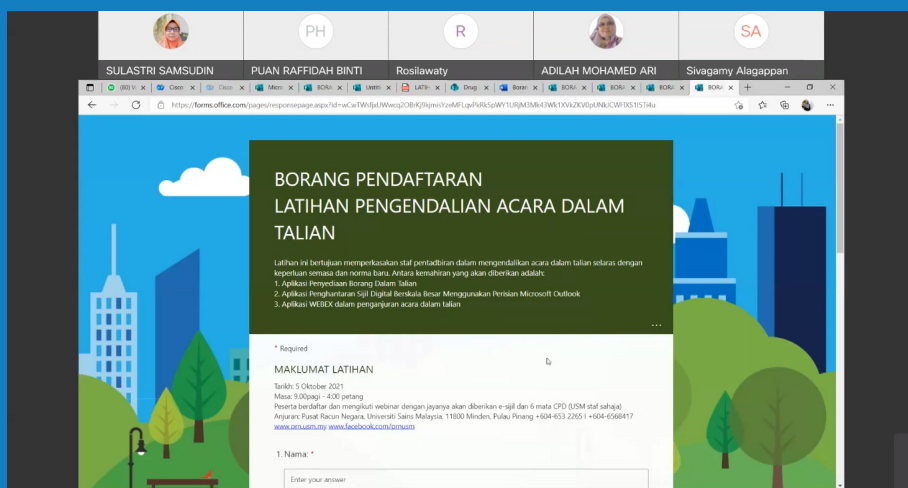 PH
R
SA
SULASTRI SAMSUDIN
PUAN RAFFIDAH BINTI
Rosilawaty
ADILAH MOHAMED ARI
Sivagamy Alagappan
BORANG PENDAFTARAN
LATIHAN PENGENDALIAN ACARA DALAM
TALIAN
Latihan ini bertujuan memperkasakan staf pentadbiran dalam mengendalikan acara dalam talian selaras dengan
keperluan semasa dan norma baru. Antara kemahiran yang akan diberikan adalah:
1. Aplikasi Penyediaan Borang Dalam Talian
2. Aplikasi Penghantaran Sijil Digital Berskala Besar Menggunakan Perisian Microsoft Outlook
3. Aplikasi WEBEX dalam penganjuran acara dalam talian
...
* Required
MAKLUMAT LATIHAN
Tarikh: 5 Oktober 2021
Masa: 9.00pagi - 4.00 petang
Peserta berdaftar dan mengikuti webinar dengan jayanya akan diberikan e-sijil dan 6 mata CPD (USM staf sahaja)
Anjuran: Pusat Racun Negara, Universiti Sains Malaysia, 11800 Minden, Pulau Pinang +604-653 2265 I +604-6568417
www.prn.usm.my www.facebook.com/prnusm
1. Nama: *
Enter your answer